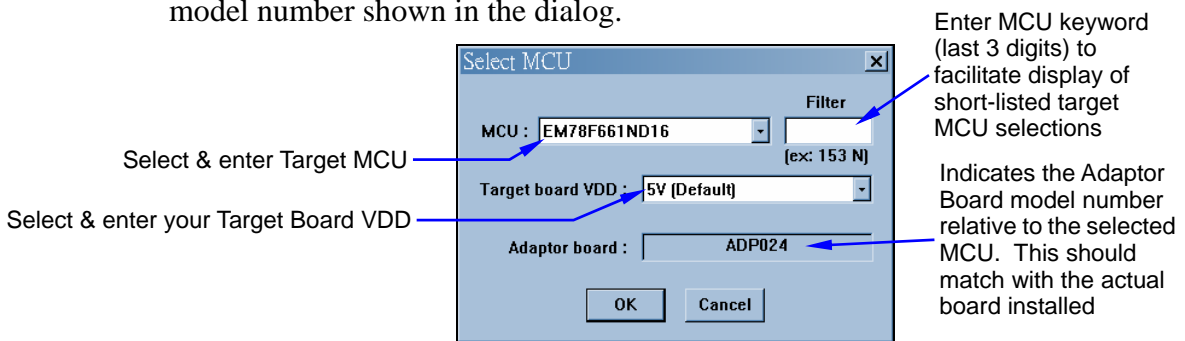 model number shown in the dialog.
Enter MCU keyword
(last 3 digits) to
facilitate display of
short-listed target
MCU selections
Select MCU
Filter
MCU : EM78F661ND16
(ex: 153 N)
Select & enter Target MCU
Target board VDD : 5V (Default)
Select & enter your Target Board VDD
Adaptor board : ADP024
Indicates the Adaptor
Board model number
relative to the selected
MCU. This should
match with the actual
board installed
OK Cancel